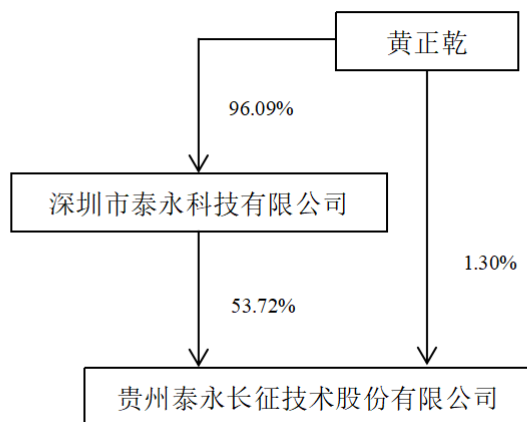 黄正乾
96.09%
深圳市泰永科技有限公司
1.30%
53.72%
贵州泰永长征技术股份有限公司